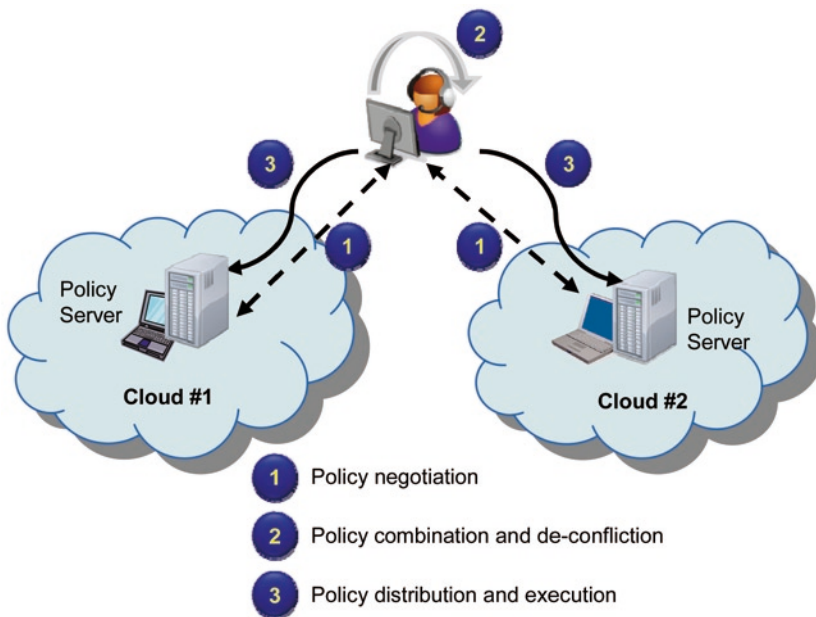 2
3
3
1
1
Policy
Server
Policy
Server
Cloud #1
Cloud #2
1 Policy negotiation
2 Policy combination and de-confliction
3 Policy distribution and execution